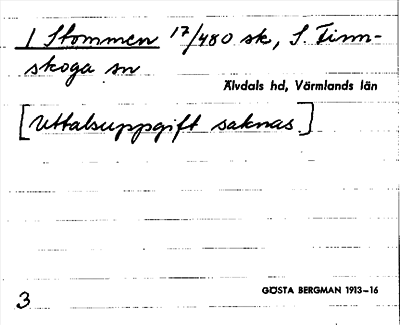 1 Stommen 17/480 sk, S. Finn-
skoga sn
Älvdals hd, Värmlands län
[Uttalsuppgift saknas]
GÖSTA BERGMAN 1913–16
3